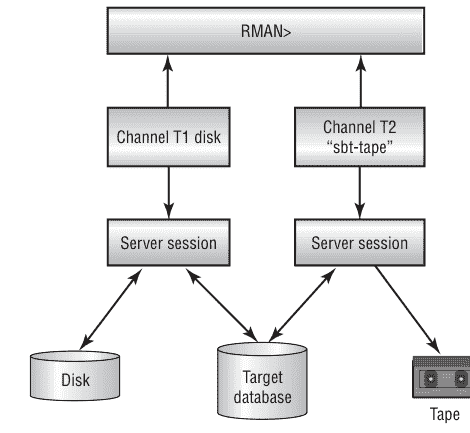 RMAN>
Channel T1 disk
Channel T2
“sbt-tape”
Server session
Server session
Disk
Target
database
Tape